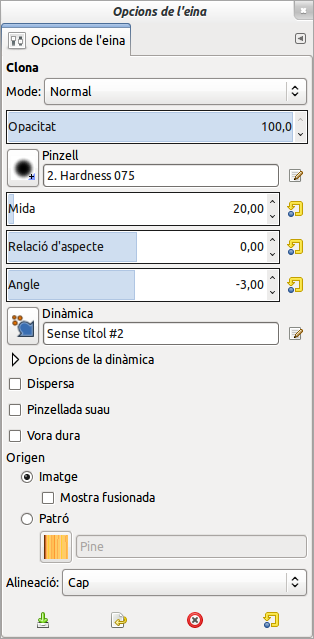 Opcions de l'eina
Opcions de l'eina
Clona
Mode: Normal
Opacitat 100,0
Pinzell
2. Hardness 075
Mida 20,00
Relació d'aspecte 0,00
Angle -3,00
Dinàmica
Sense títol #2
Opcions de la dinàmica
Dispersa
Pinzellada suau
Vora dura
Origen
Imatge
Mostra fusionada
Patró
Pine
Alineació: Cap